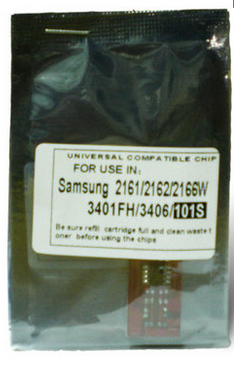 UNIVERSAL COMPATIBLE CHIP
FOR USE IN:
Samsung 2161/2162/2166W
3401FH/3406/101S
Be sure refill cartridge full and clean waste t
oner before using the chips